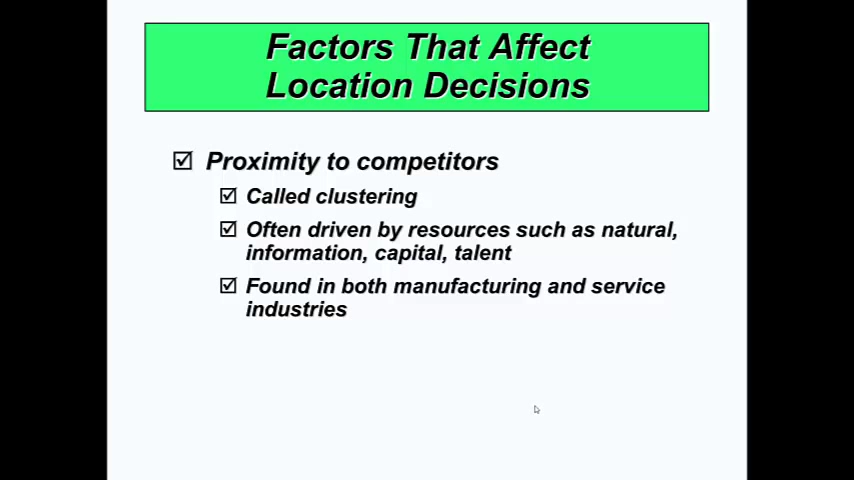 Factors That Affect
Location Decisions
Proximity to competitors
Called clustering
Often driven by resources such as natural,
information, capital, talent
Found in both manufacturing and service
industries